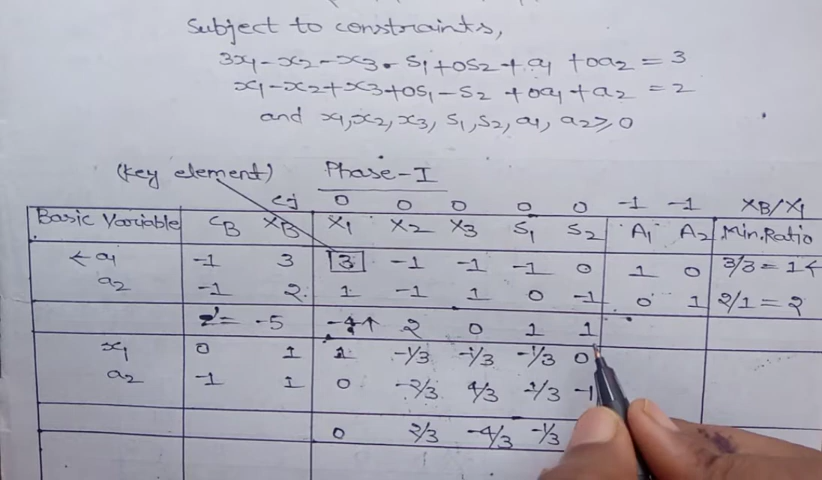 Subject to constraints,
3x1 - x2 - x3 - S1 + 0S2 + a1 + 0a2 = 3
x1 - x2 + x3 + 0S1 - S2 + 0a1 + a2 = 2
and x1, x2, x3, S1, S2, a1, a2 ≥ 0
(Key element) Phase-I
Cj 0 0 0 0 0 -1 -1 XB/X1
Basic Variable CB XB X1 X2 X3 S1 S2 A1 A2 Min.Ratio
← a1 -1 3 3 -1 -1 -1 0 1 0 3/3 = 1 ←
a2 -1 2 1 -1 1 0 -1 0 1 2/1 = 2
Z' = -5 -4↑ 2 0 1 1
x1 0 1 1 -1/3 -1/3 -1/3 0
a2 -1 1 0 -2/3 4/3 1/3 -1
0 2/3 -4/3 -1/3